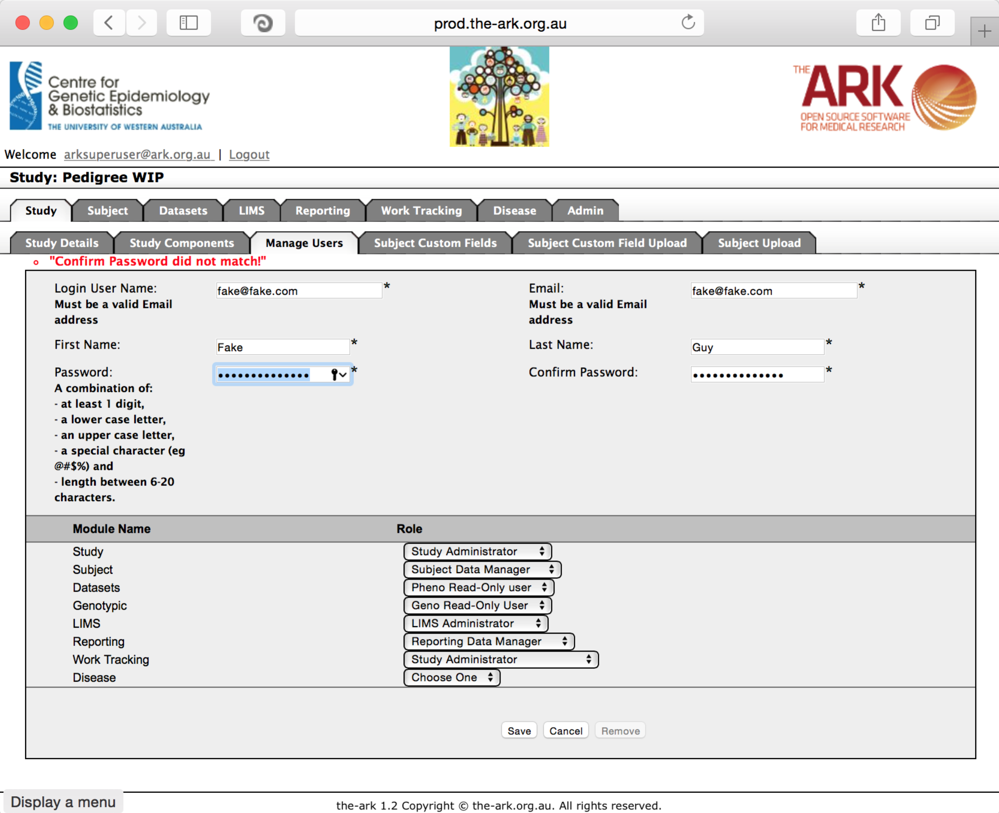 prod.the-ark.org.au
Centre for
Genetic Epidemiology
& Biostatistics
THE UNIVERSITY OF WESTERN AUSTRALIA
THE ARK
OPEN SOURCE SOFTWARE
FOR MEDICAL RESEARCH
Welcome arksuperuser@ark.org.au | Logout
Study: Pedigree WIP
Study Subject Datasets LIMS Reporting Work Tracking Disease Admin
Study Details Study Components Manage Users Subject Custom Fields Subject Custom Field Upload Subject Upload
"Confirm Password did not match!"
Login User Name: fake@fake.com * Email: fake@fake.com *
Must be a valid Email Must be a valid Email
address address
First Name: Fake * Last Name: Guy *
Password: •••••••••••••• * Confirm Password: •••••••••••••• *
A combination of:
- at least 1 digit,
- a lower case letter,
- an upper case letter,
- a special character (eg
@#$%) and
- length between 6-20
characters.
Module Name Role
Study Study Administrator
Subject Subject Data Manager
Datasets Pheno Read-Only user
Genotypic Geno Read-Only User
LIMS LIMS Administrator
Reporting Reporting Data Manager
Work Tracking Study Administrator
Disease Choose One
Save Cancel Remove
Display a menu
the-ark 1.2 Copyright © the-ark.org.au. All rights reserved.